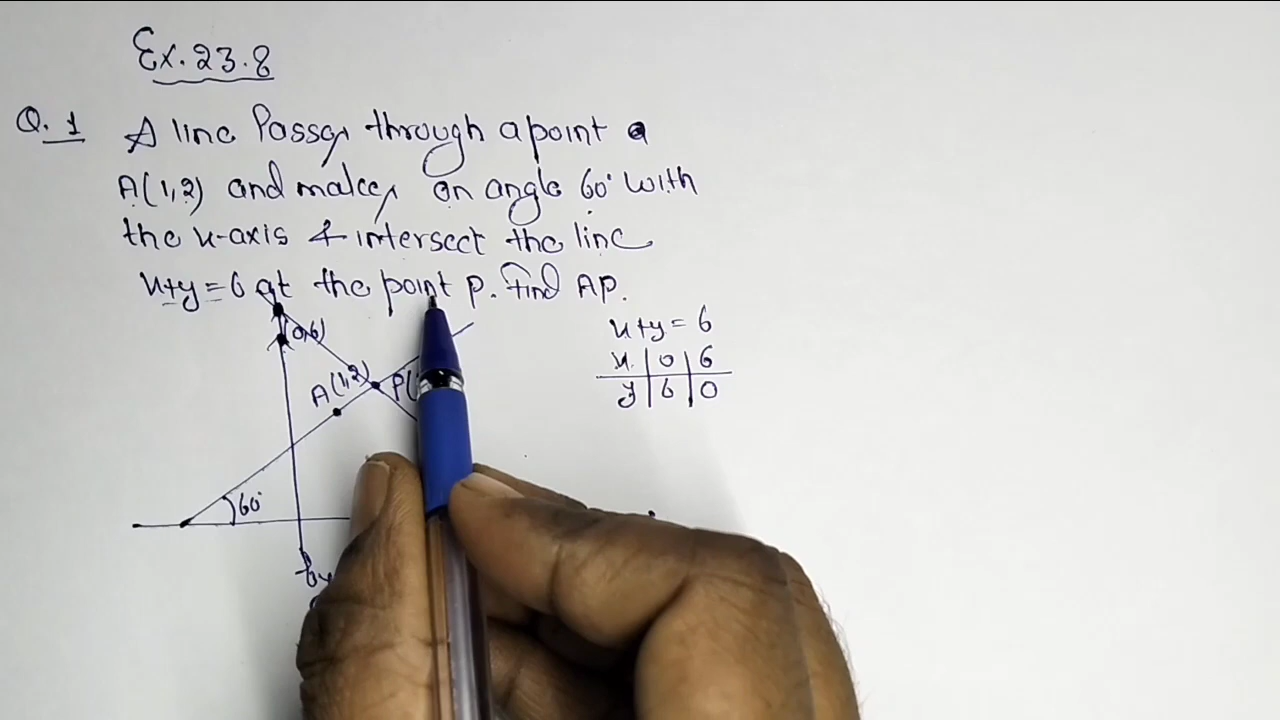 Ex. 23.8
Q. 1 A line Passes through a point
A(1,2) and makes an angle 60° with
the x-axis & intersect the line
x+y = 6 at the point P. Find AP.
(0,6)
x+y = 6
x 0 6
y 6 0
A(1,2) P(
60°